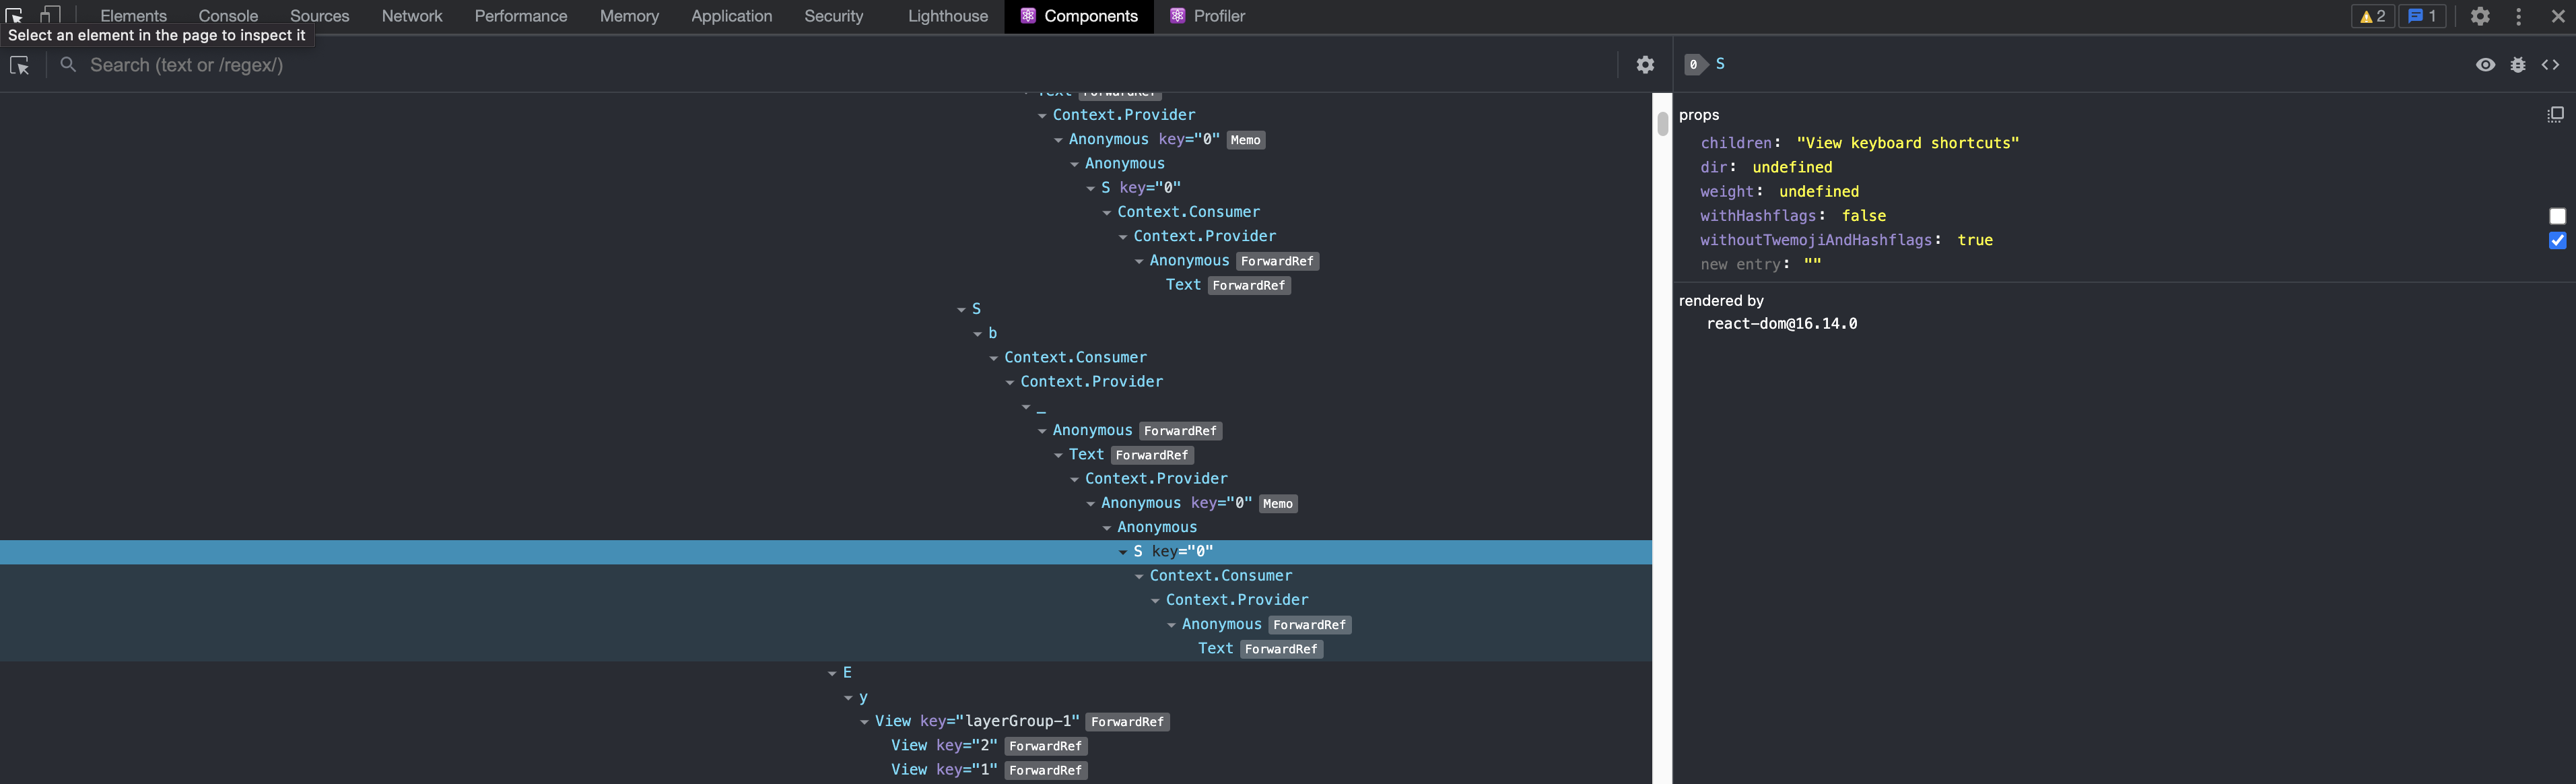 Elements Console Sources Network Performance Memory Application Security Lighthouse Components Profiler 2 1
Select an element in the page to inspect it
Search (text or /regex/)
0 S
Text ForwardRef
Context.Provider
Anonymous key="0" Memo
Anonymous
S key="0"
Context.Consumer
Context.Provider
Anonymous ForwardRef
Text ForwardRef
S
b
Context.Consumer
Context.Provider
_
Anonymous ForwardRef
Text ForwardRef
Context.Provider
Anonymous key="0" Memo
Anonymous
S key="0"
Context.Consumer
Context.Provider
Anonymous ForwardRef
Text ForwardRef
E
y
View key="layerGroup-1" ForwardRef
View key="2" ForwardRef
View key="1" ForwardRef
props
children: "View keyboard shortcuts"
dir: undefined
weight: undefined
withHashflags: false
withoutTwemojiAndHashflags: true
new entry: ""
rendered by
react-dom@16.14.0